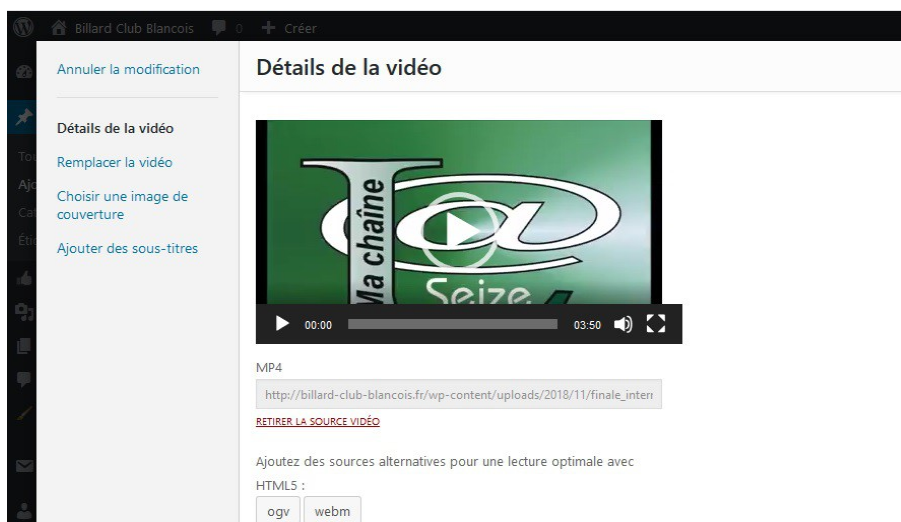 Billard Club Blancois 0 Créer
Annuler la modification
Détails de la vidéo
Détails de la vidéo
Remplacer la vidéo
Choisir une image de
couverture
Ajouter des sous-titres
Ma chaîne
@
Seize
00:00 03:50
MP4
http://billard-club-blancois.fr/wp-content/uploads/2018/11/finale_intern
RETIRER LA SOURCE VIDÉO
Ajoutez des sources alternatives pour une lecture optimale avec
HTML5 :
ogv webm